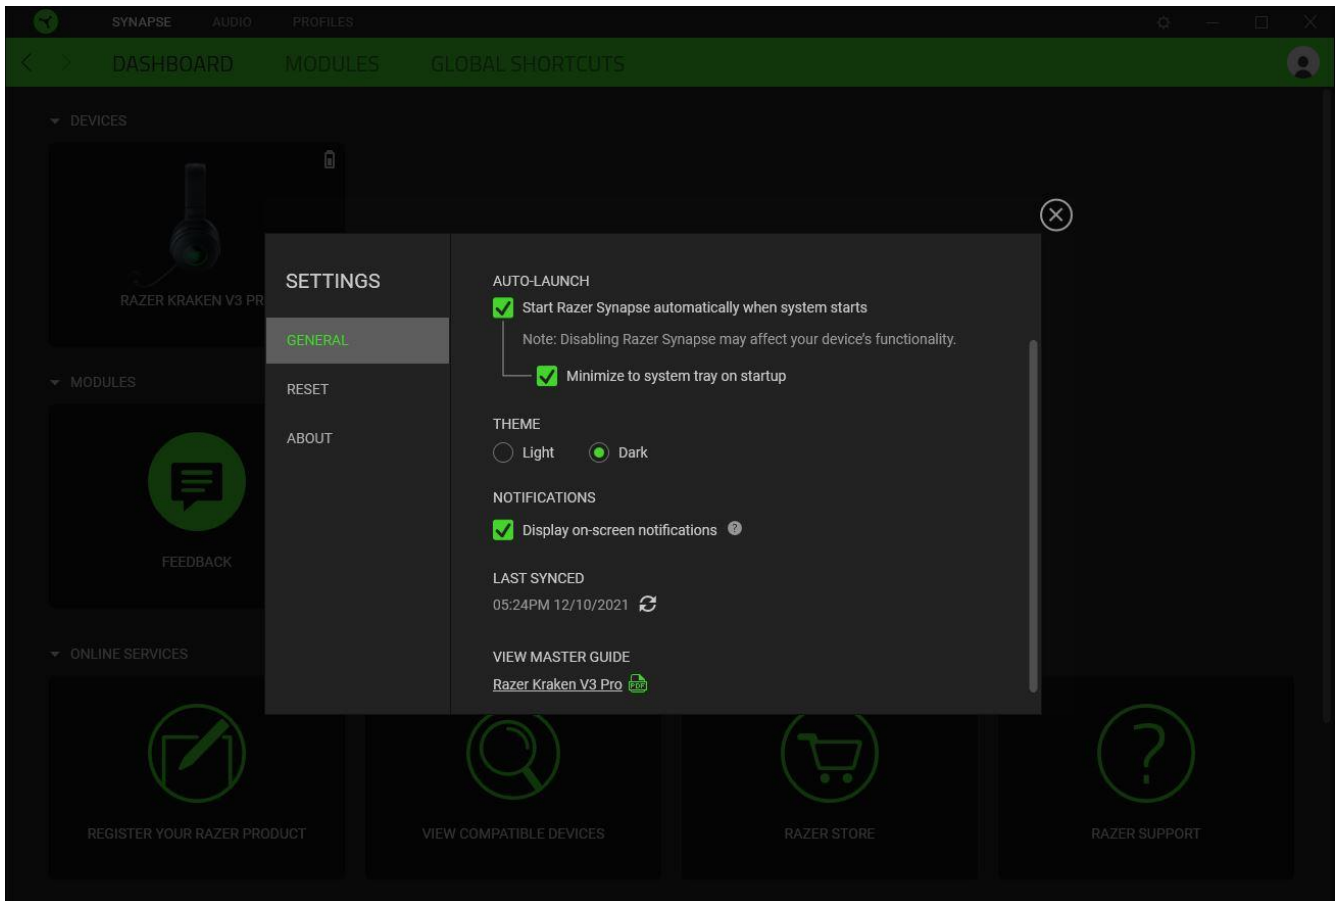 SYNAPSE AUDIO PROFILES
DASHBOARD MODULES GLOBAL SHORTCUTS
DEVICES
RAZER KRAKEN V3 PR
MODULES
FEEDBACK
ONLINE SERVICES
REGISTER YOUR RAZER PRODUCT
VIEW COMPATIBLE DEVICES
RAZER STORE
RAZER SUPPORT
SETTINGS
GENERAL
RESET
ABOUT
AUTO-LAUNCH
Start Razer Synapse automatically when system starts
Note: Disabling Razer Synapse may affect your device's functionality.
Minimize to system tray on startup
THEME
Light Dark
NOTIFICATIONS
Display on-screen notifications ?
LAST SYNCED
05:24PM 12/10/2021
VIEW MASTER GUIDE
Razer Kraken V3 Pro PDF